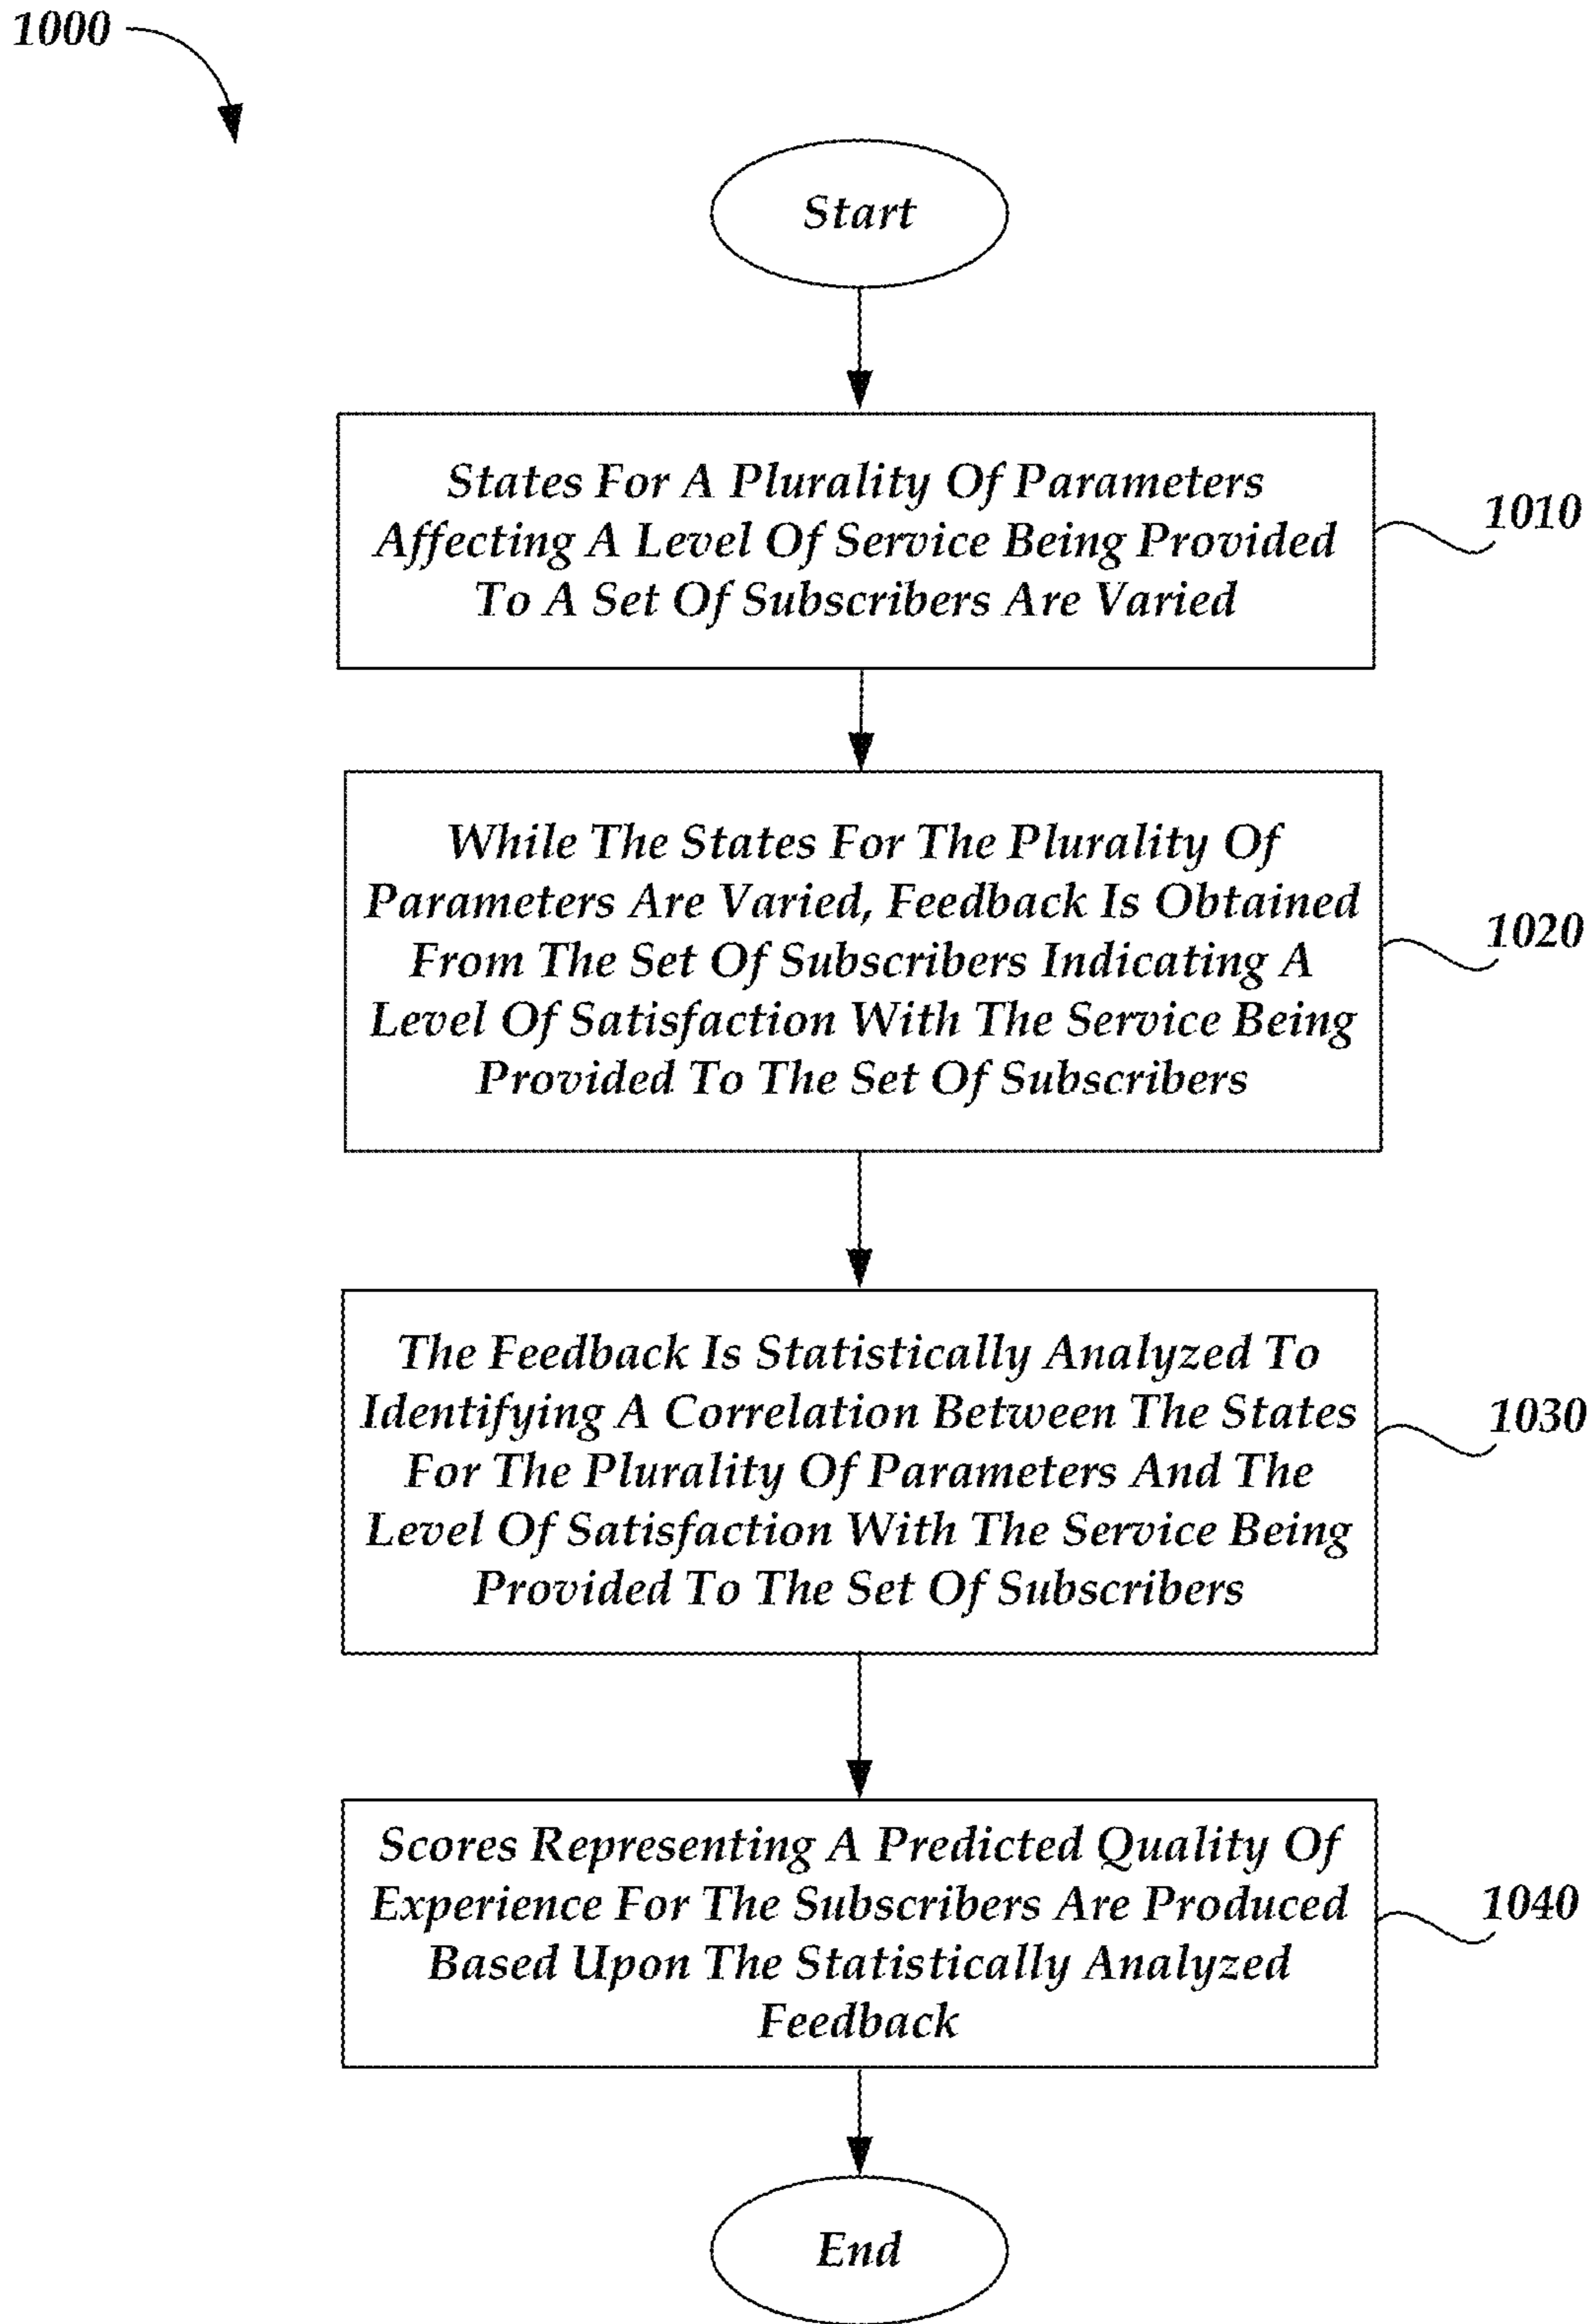 1000
Start
States For A Plurality Of Parameters
Affecting A Level Of Service Being Provided
To A Set Of Subscribers Are Varied
1010
While The States For The Plurality Of
Parameters Are Varied, Feedback Is Obtained
From The Set Of Subscribers Indicating A
Level Of Satisfaction With The Service Being
Provided To The Set Of Subscribers
1020
The Feedback Is Statistically Analyzed To
Identifying A Correlation Between The States
For The Plurality Of Parameters And The
Level Of Satisfaction With The Service Being
Provided To The Set Of Subscribers
1030
Scores Representing A Predicted Quality Of
Experience For The Subscribers Are Produced
Based Upon The Statistically Analyzed
Feedback
1040
End